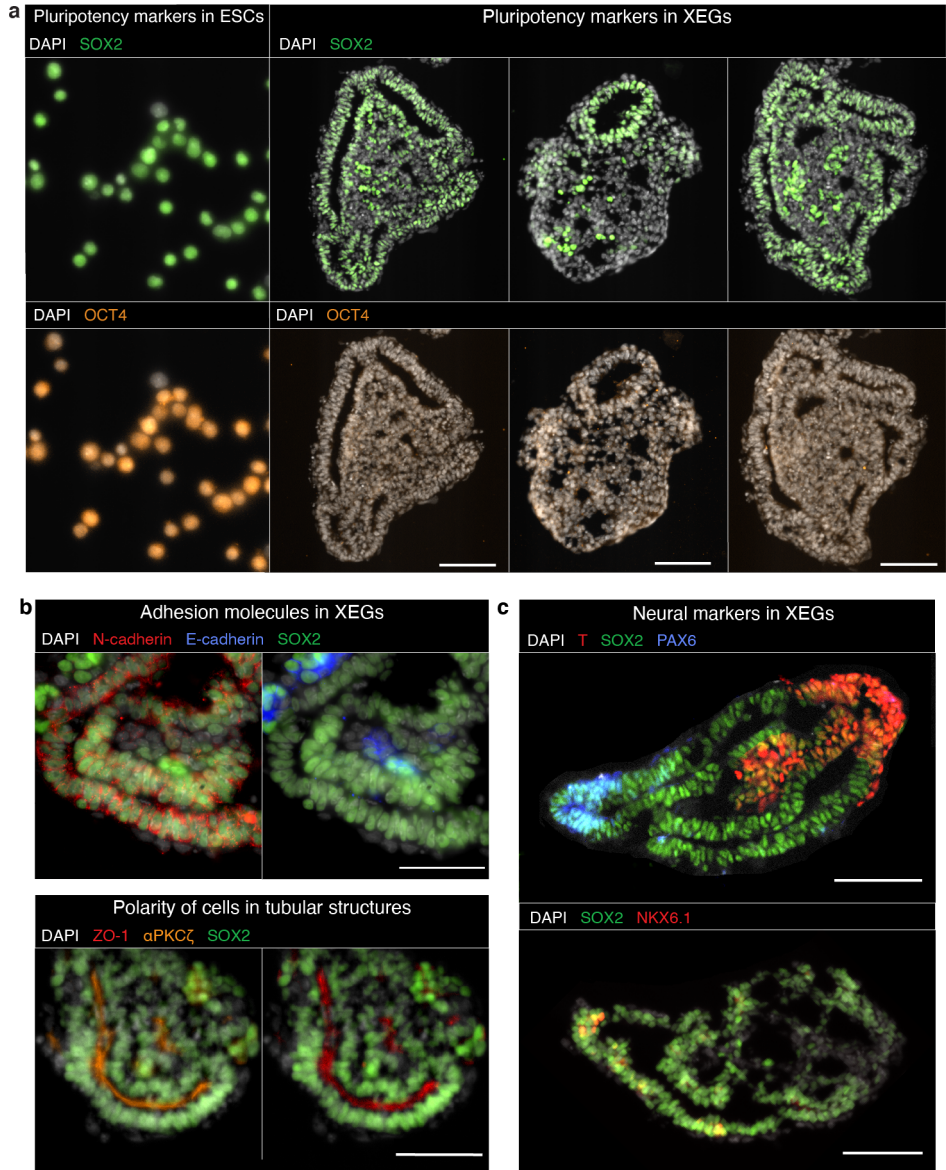 a
Pluripotency markers in ESCs
Pluripotency markers in XEGs
DAPI SOX2
DAPI SOX2
DAPI OCT4
DAPI OCT4
b
Adhesion molecules in XEGs
DAPI N-cadherin E-cadherin SOX2
Polarity of cells in tubular structures
DAPI ZO-1 αPKCζ SOX2
c
Neural markers in XEGs
DAPI T SOX2 PAX6
DAPI SOX2 NKX6.1